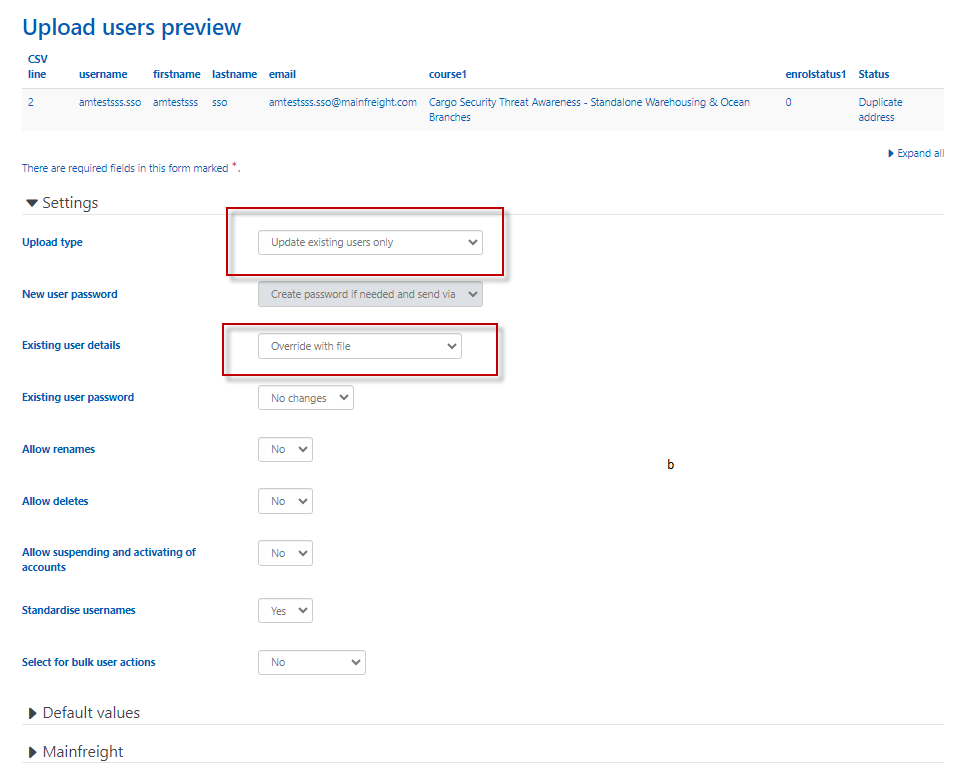 Upload users preview
CSV line username firstname lastname email course1 enrolstatus1 Status
2 amtestsss.sso amtestsss sso amtestsss.sso@mainfreight.com Cargo Security Threat Awareness - Standalone Warehousing & Ocean Branches 0 Duplicate address
Expand all
There are required fields in this form marked *.
Settings
Upload type Update existing users only
New user password Create password if needed and send via
Existing user details Override with file
Existing user password No changes
Allow renames No
b
Allow deletes No
Allow suspending and activating of accounts No
Standardise usernames Yes
Select for bulk user actions No
Default values
Mainfreight